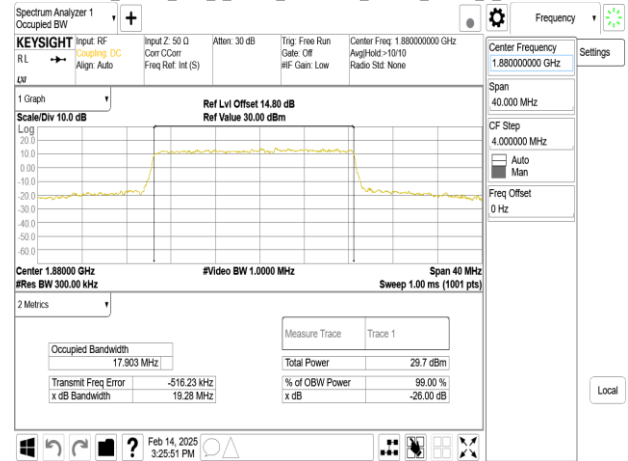 Spectrum Analyzer 1
Occupied BW
Frequency
KEYSIGHT
RL
LXI
Input: RF
Coupling: DC
Align: Auto
Input Z: 50 Ω
Corr CCorr
Freq Ref: Int (S)
Atten: 30 dB
Trig: Free Run
Gate: Off
#IF Gain: Low
Center Freq: 1.880000000 GHz
Avg|Hold:>10/10
Radio Std: None
Center Frequency
1.880000000 GHz
Settings
Span
40.000 MHz
CF Step
4.000000 MHz
Auto
Man
Freq Offset
0 Hz
Local
1 Graph
Scale/Div 10.0 dB
Ref Lvl Offset 14.80 dB
Ref Value 30.00 dBm
Log
20.0
10.0
0.00
-10.0
-20.0
-30.0
-40.0
-50.0
-60.0
Center 1.88000 GHz
#Res BW 300.00 kHz
#Video BW 1.0000 MHz
Span 40 MHz
Sweep 1.00 ms (1001 pts)
2 Metrics
Measure Trace Trace 1
Occupied Bandwidth
17.903 MHz
Total Power 29.7 dBm
Transmit Freq Error -516.23 kHz
% of OBW Power 99.00 %
x dB Bandwidth 19.28 MHz
x dB -26.00 dB
Feb 14, 2025
3:25:51 PM